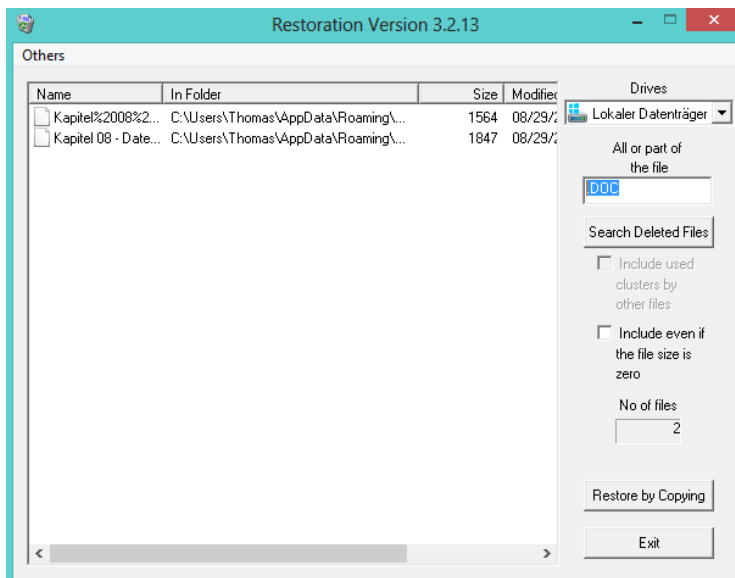 Restoration Version 3.2.13
Others
Name In Folder Size Modified
Kapitel%2008%2... C:\Users\Thomas\AppData\Roaming\... 1564 08/29/2
Kapitel 08 - Date... C:\Users\Thomas\AppData\Roaming\... 1847 08/29/2
Drives
Lokaler Datenträger
All or part of
the file
.DOC
Search Deleted Files
Include used
clusters by
other files
Include even if
the file size is
zero
No of files
2
Restore by Copying
Exit